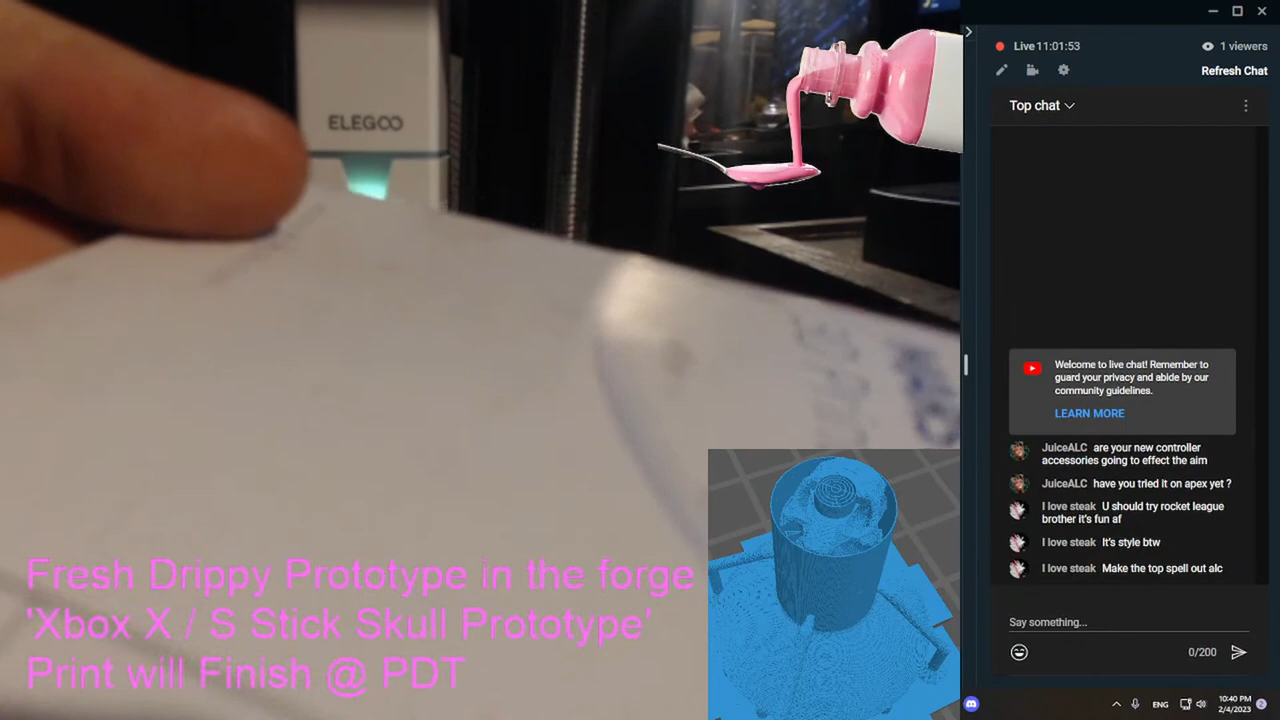 ELEGOO
Fresh Drippy Prototype in the forge
'Xbox X / S Stick Skull Prototype'
Print will Finish @ PDT
Live 11:01:53
1 viewers
Refresh Chat
Top chat
Welcome to live chat! Remember to
guard your privacy and abide by our
community guidelines.
LEARN MORE
JuiceALC are your new controller
accessories going to effect the aim
JuiceALC have you tried it on apex yet ?
I love steak U should try rocket league
brother it's fun af
I love steak It's style btw
I love steak Make the top spell out alc
Say something...
0/200
ENG
10:40 PM
2/4/2023
2